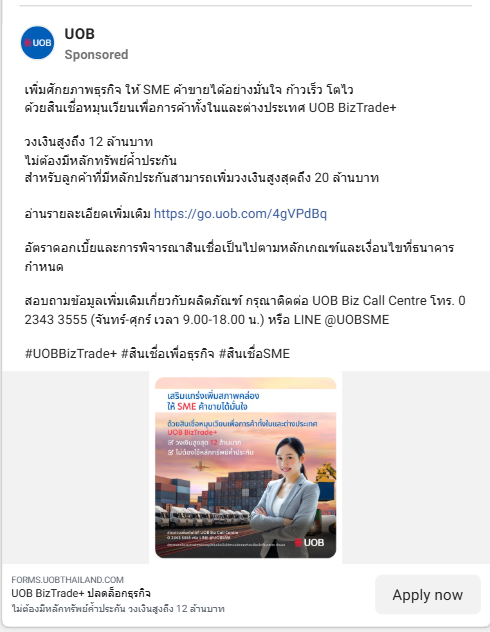 UOB
UOB
Sponsored
เพิ่มศักยภาพธุรกิจ ให้ SME ค้าขายได้อย่างมั่นใจ ก้าวเร็ว โตไว
ด้วยสินเชื่อหมุนเวียนเพื่อการค้าทั้งในและต่างประเทศ UOB BizTrade+
วงเงินสูงถึง 12 ล้านบาท
ไม่ต้องมีหลักทรัพย์ค้ำประกัน
สำหรับลูกค้าที่มีหลักประกันสามารถเพิ่มวงเงินสูงสุดถึง 20 ล้านบาท
อ่านรายละเอียดเพิ่มเติม https://go.uob.com/4gVPdBq
อัตราดอกเบี้ยและการพิจารณาสินเชื่อเป็นไปตามหลักเกณฑ์และเงื่อนไขที่ธนาคาร
กำหนด
สอบถามข้อมูลเพิ่มเติมเกี่ยวกับผลิตภัณฑ์ กรุณาติดต่อ UOB Biz Call Centre โทร. 0
2343 3555 (จันทร์-ศุกร์ เวลา 9.00-18.00 น.) หรือ LINE @UOBSME
#UOBBizTrade+ #สินเชื่อเพื่อธุรกิจ #สินเชื่อSME
เสริมแกร่งเพิ่มสภาพคล่อง
ให้ SME ค้าขายได้มั่นใจ
ด้วยสินเชื่อหมุนเวียนเพื่อการค้าทั้งในและต่างประเทศ
UOB BizTrade+
วงเงินสูงสุด 12 ล้านบาท
ไม่ต้องใช้หลักทรัพย์ค้ำประกัน
UOB
FORMS.UOBTHAILAND.COM
UOB BizTrade+ ปลดล็อกธุรกิจ
ไม่ต้องมีหลักทรัพย์ค้ำประกัน วงเงินสูงถึง 12 ล้านบาท
Apply now